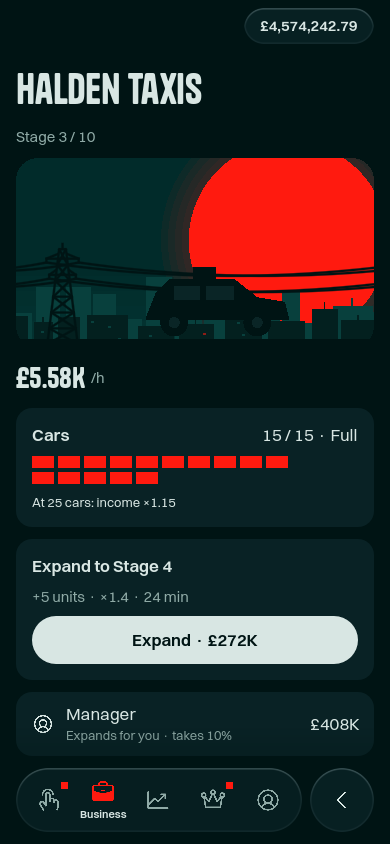 £4,574,242.79
HALDEN TAXIS
Stage 3 / 10
£5.58K /h
Cars 15 / 15 · Full
At 25 cars: income ×1.15
Expand to Stage 4
+5 units · ×1.4 · 24 min
Expand · £272K
Manager
£408K
Expands for you · takes 10%
Business